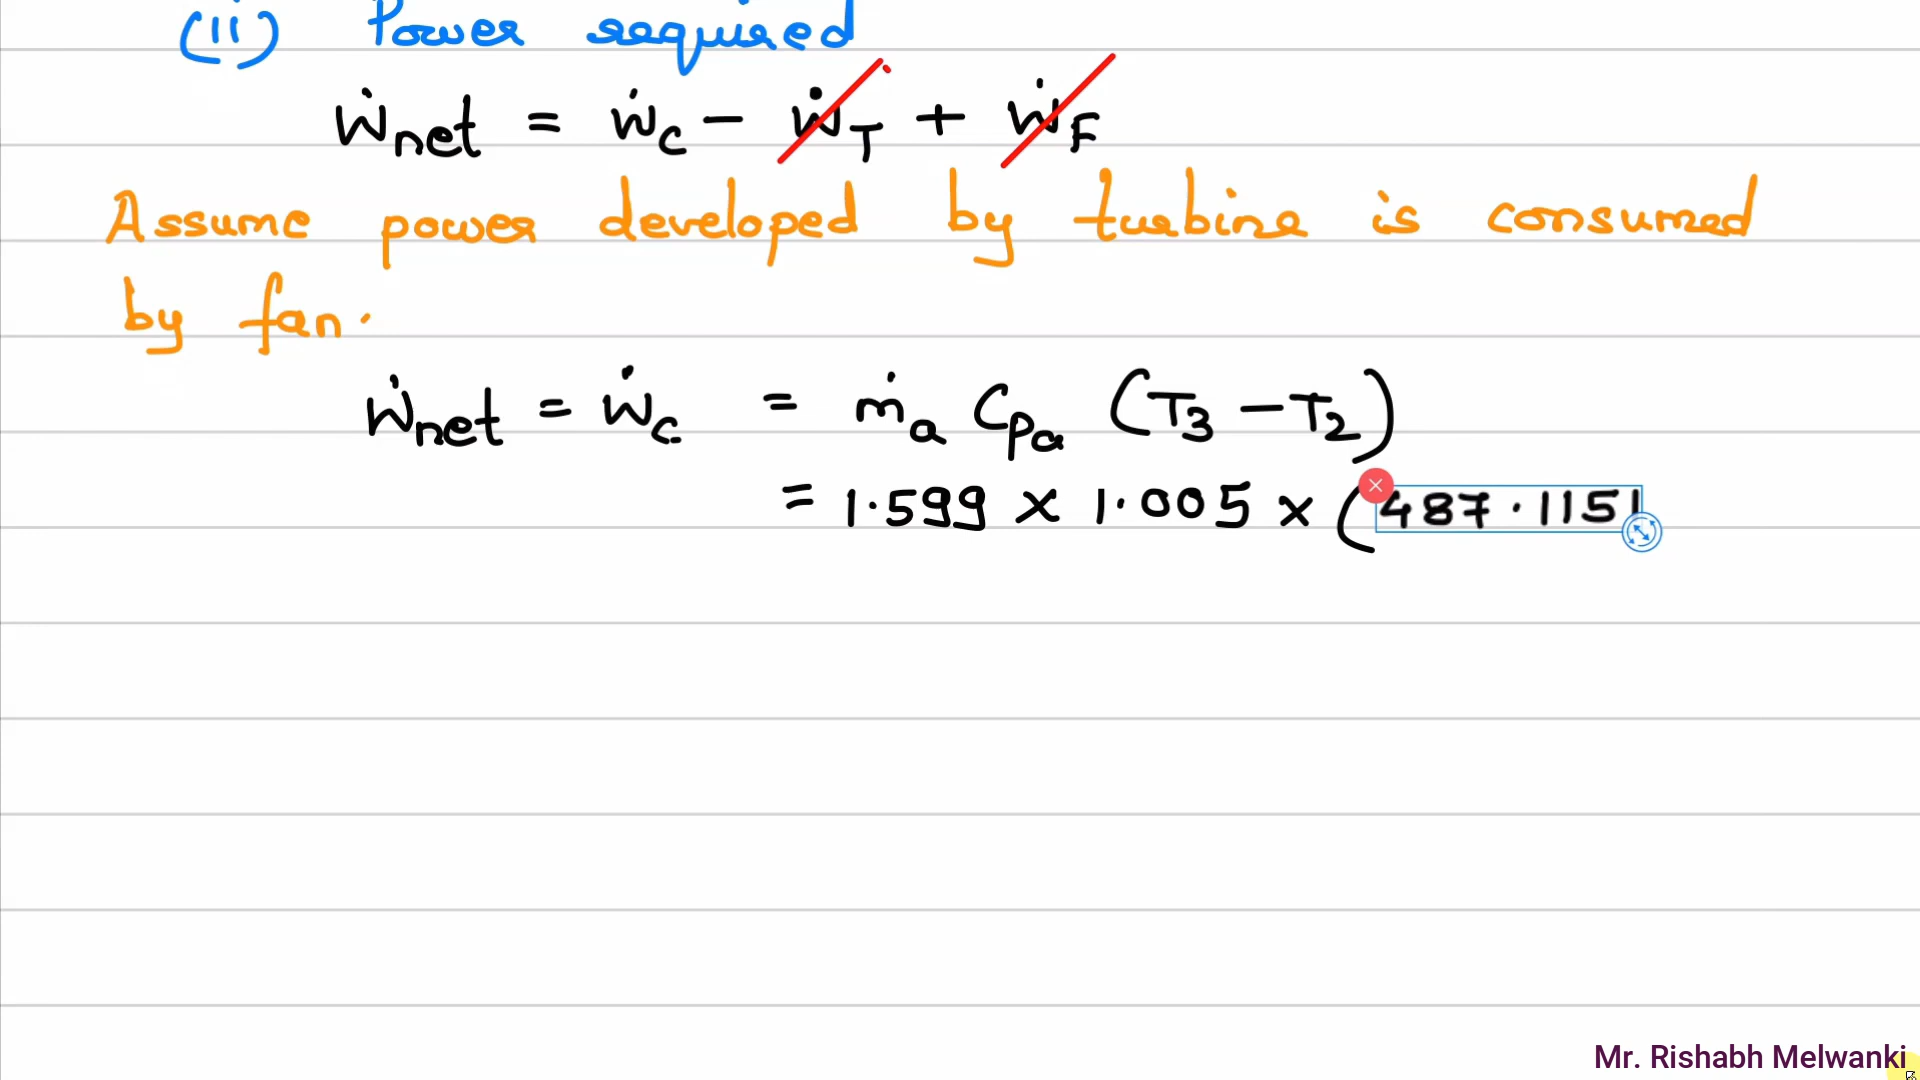 (ii) Power required
Ẇnet = Ẇc - ẆT + ẆF
Assume power developed by turbine is consumed
by fan.
Ẇnet = Ẇc = ṁa Cpa (T3 - T2)
= 1.599 x 1.005 x (487.1151
Mr. Rishabh Melwanki